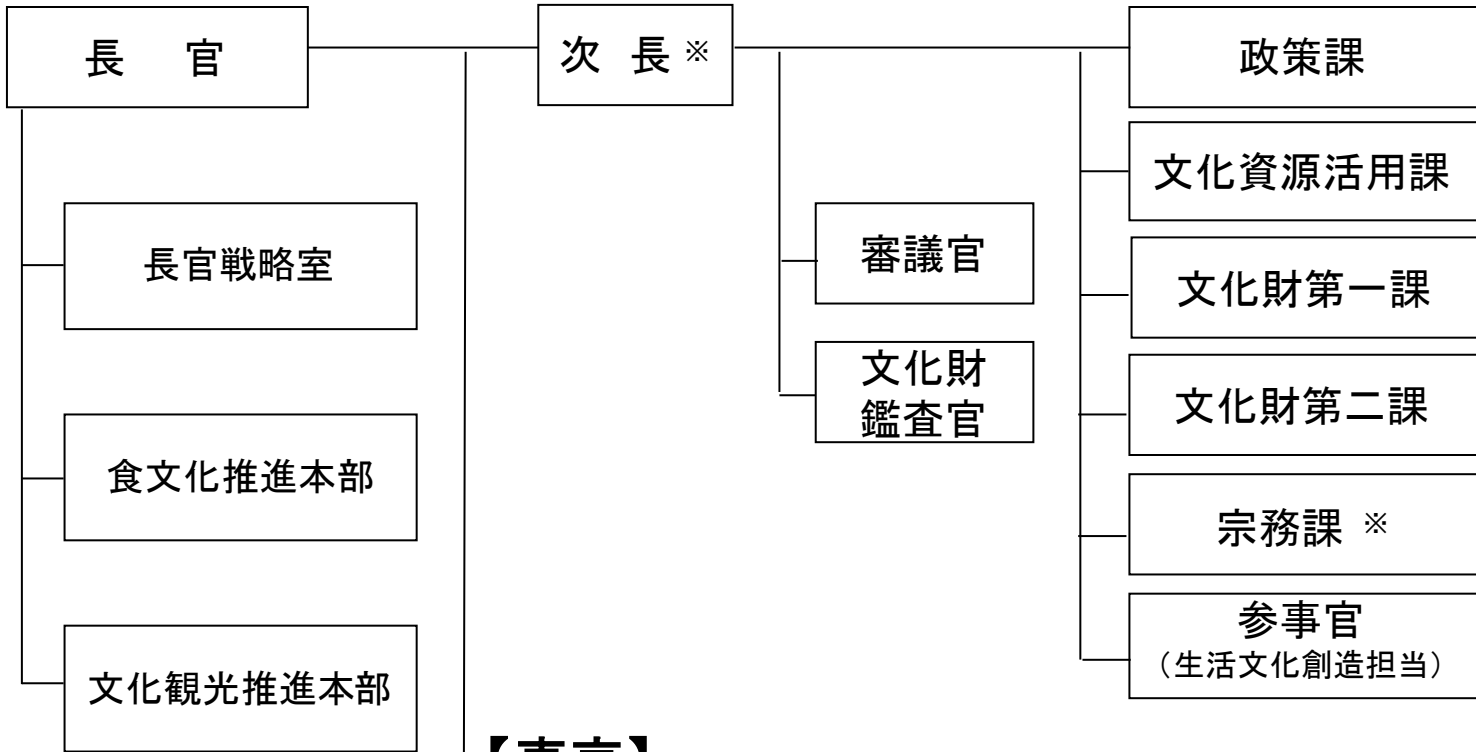 長　官
次 長 ※
政策課
文化資源活用課
長官戦略室
審議官
文化財第一課
文化財
鑑査官
文化財第二課
食文化推進本部
宗務課 ※
参事官
（生活文化創造担当）
文化観光推進本部